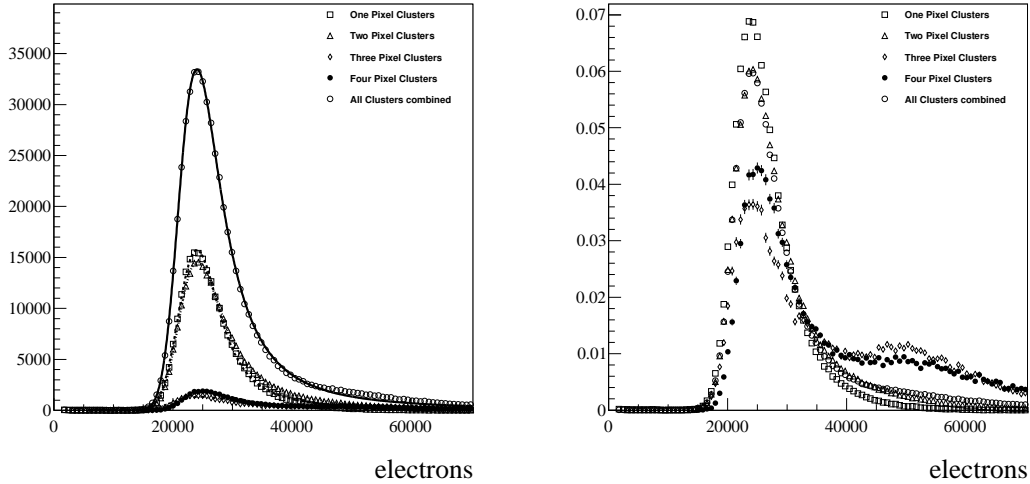 One Pixel Clusters
Two Pixel Clusters
Three Pixel Clusters
Four Pixel Clusters
All Clusters combined
35000
30000
25000
20000
15000
10000
5000
0
20000
40000
60000
electrons
One Pixel Clusters
Two Pixel Clusters
Three Pixel Clusters
Four Pixel Clusters
All Clusters combined
0.07
0.06
0.05
0.04
0.03
0.02
0.01
0
20000
40000
60000
electrons